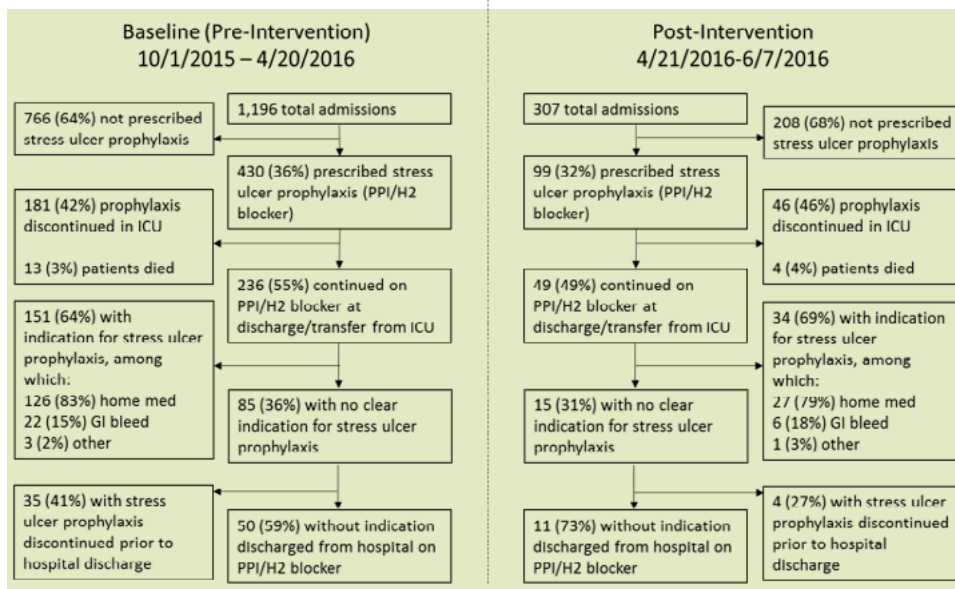 Baseline (Pre-Intervention)
10/1/2015 – 4/20/2016
766 (64%) not prescribed
stress ulcer prophylaxis
1,196 total admissions
430 (36%) prescribed stress
ulcer prophylaxis (PPI/H2
blocker)
181 (42%) prophylaxis
discontinued in ICU
13 (3%) patients died
236 (55%) continued on
PPI/H2 blocker at
discharge/transfer from ICU
151 (64%) with
indication for stress ulcer
prophylaxis, among
which:
126 (83%) home med
22 (15%) GI bleed
3 (2%) other
85 (36%) with no clear
indication for stress ulcer
prophylaxis
35 (41%) with stress
ulcer prophylaxis
discontinued prior to
hospital discharge
50 (59%) without indication
discharged from hospital on
PPI/H2 blocker
Post-Intervention
4/21/2016-6/7/2016
307 total admissions
208 (68%) not prescribed
stress ulcer prophylaxis
99 (32%) prescribed stress
ulcer prophylaxis (PPI/H2
blocker)
46 (46%) prophylaxis
discontinued in ICU
4 (4%) patients died
49 (49%) continued on
PPI/H2 blocker at
discharge/transfer from ICU
34 (69%) with indication
for stress ulcer
prophylaxis, among
which:
27 (79%) home med
6 (18%) GI bleed
1 (3%) other
15 (31%) with no clear
indication for stress ulcer
prophylaxis
4 (27%) with stress ulcer
prophylaxis discontinued
prior to hospital
discharge
11 (73%) without indication
discharged from hospital on
PPI/H2 blocker